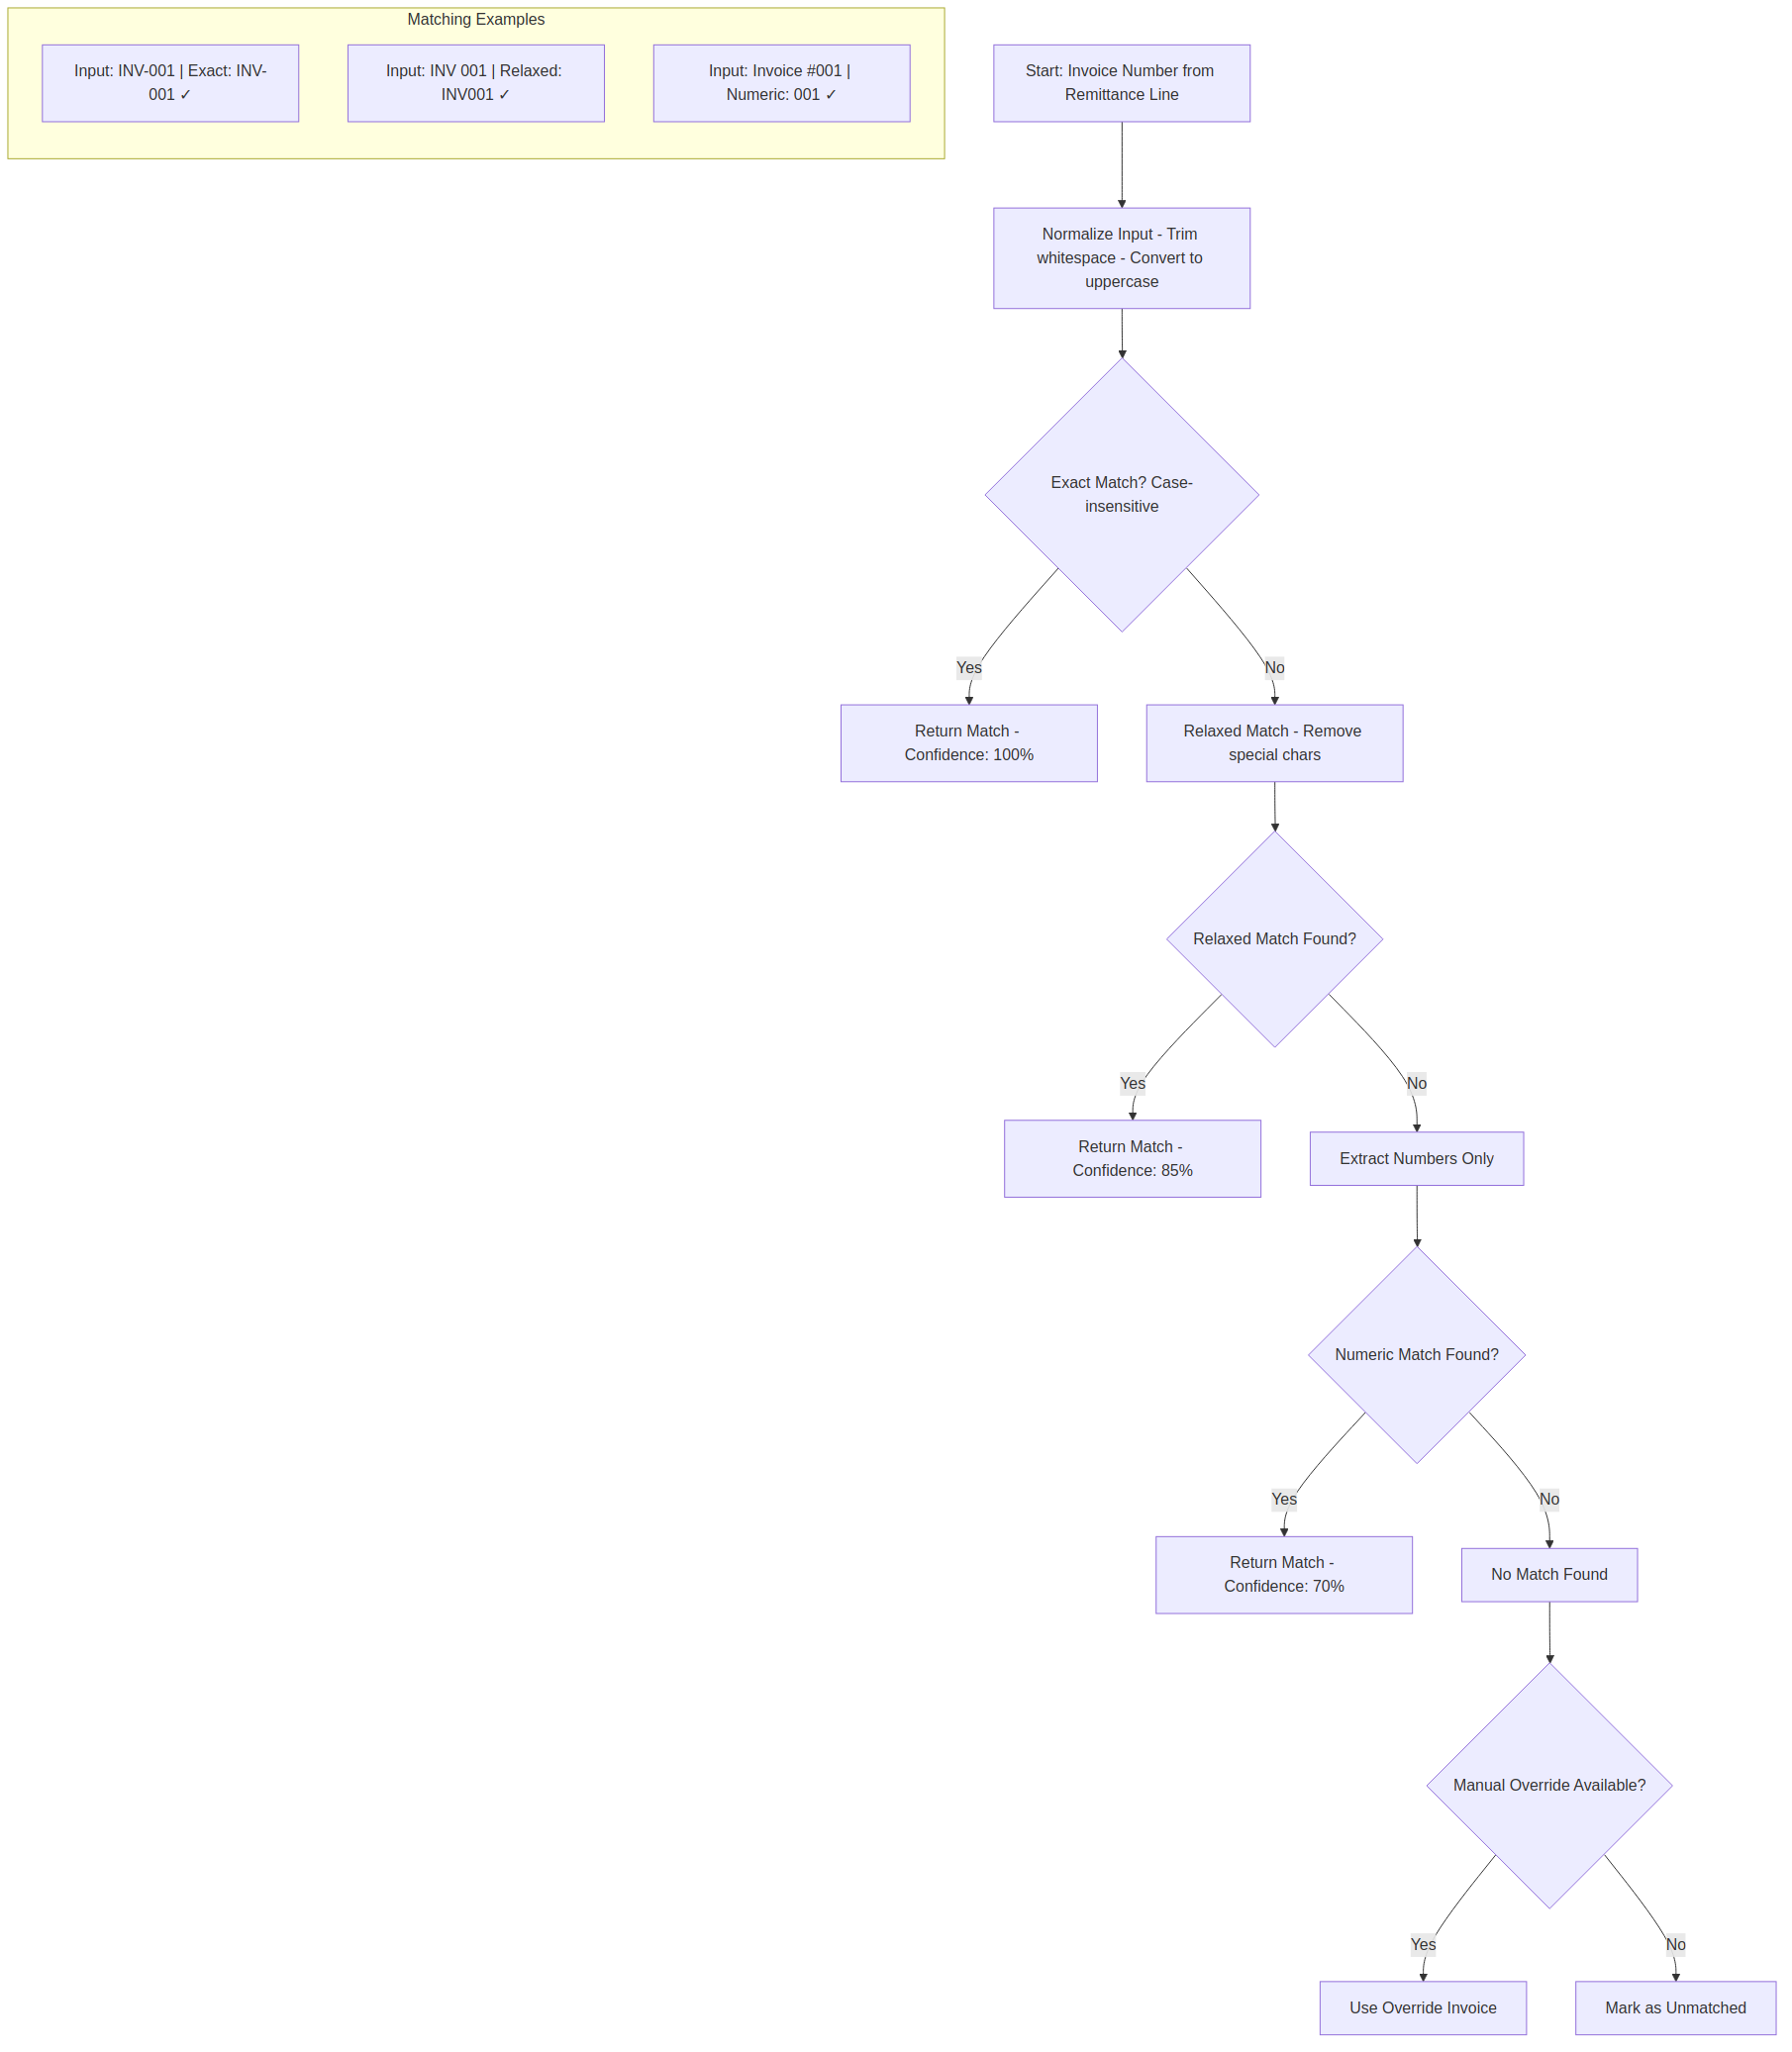 Matching Examples
Input: INV-001 | Exact: INV-
001 ✓
Input: INV 001 | Relaxed:
INV001 ✓
Input: Invoice #001 |
Numeric: 001 ✓
Start: Invoice Number from
Remittance Line
Normalize Input - Trim
whitespace - Convert to
uppercase
Exact Match? Case-
insensitive
Yes
No
Return Match -
Confidence: 100%
Relaxed Match - Remove
special chars
Relaxed Match Found?
Yes
No
Return Match -
Confidence: 85%
Extract Numbers Only
Numeric Match Found?
Yes
No
Return Match -
Confidence: 70%
No Match Found
Manual Override Available?
Yes
No
Use Override Invoice
Mark as Unmatched